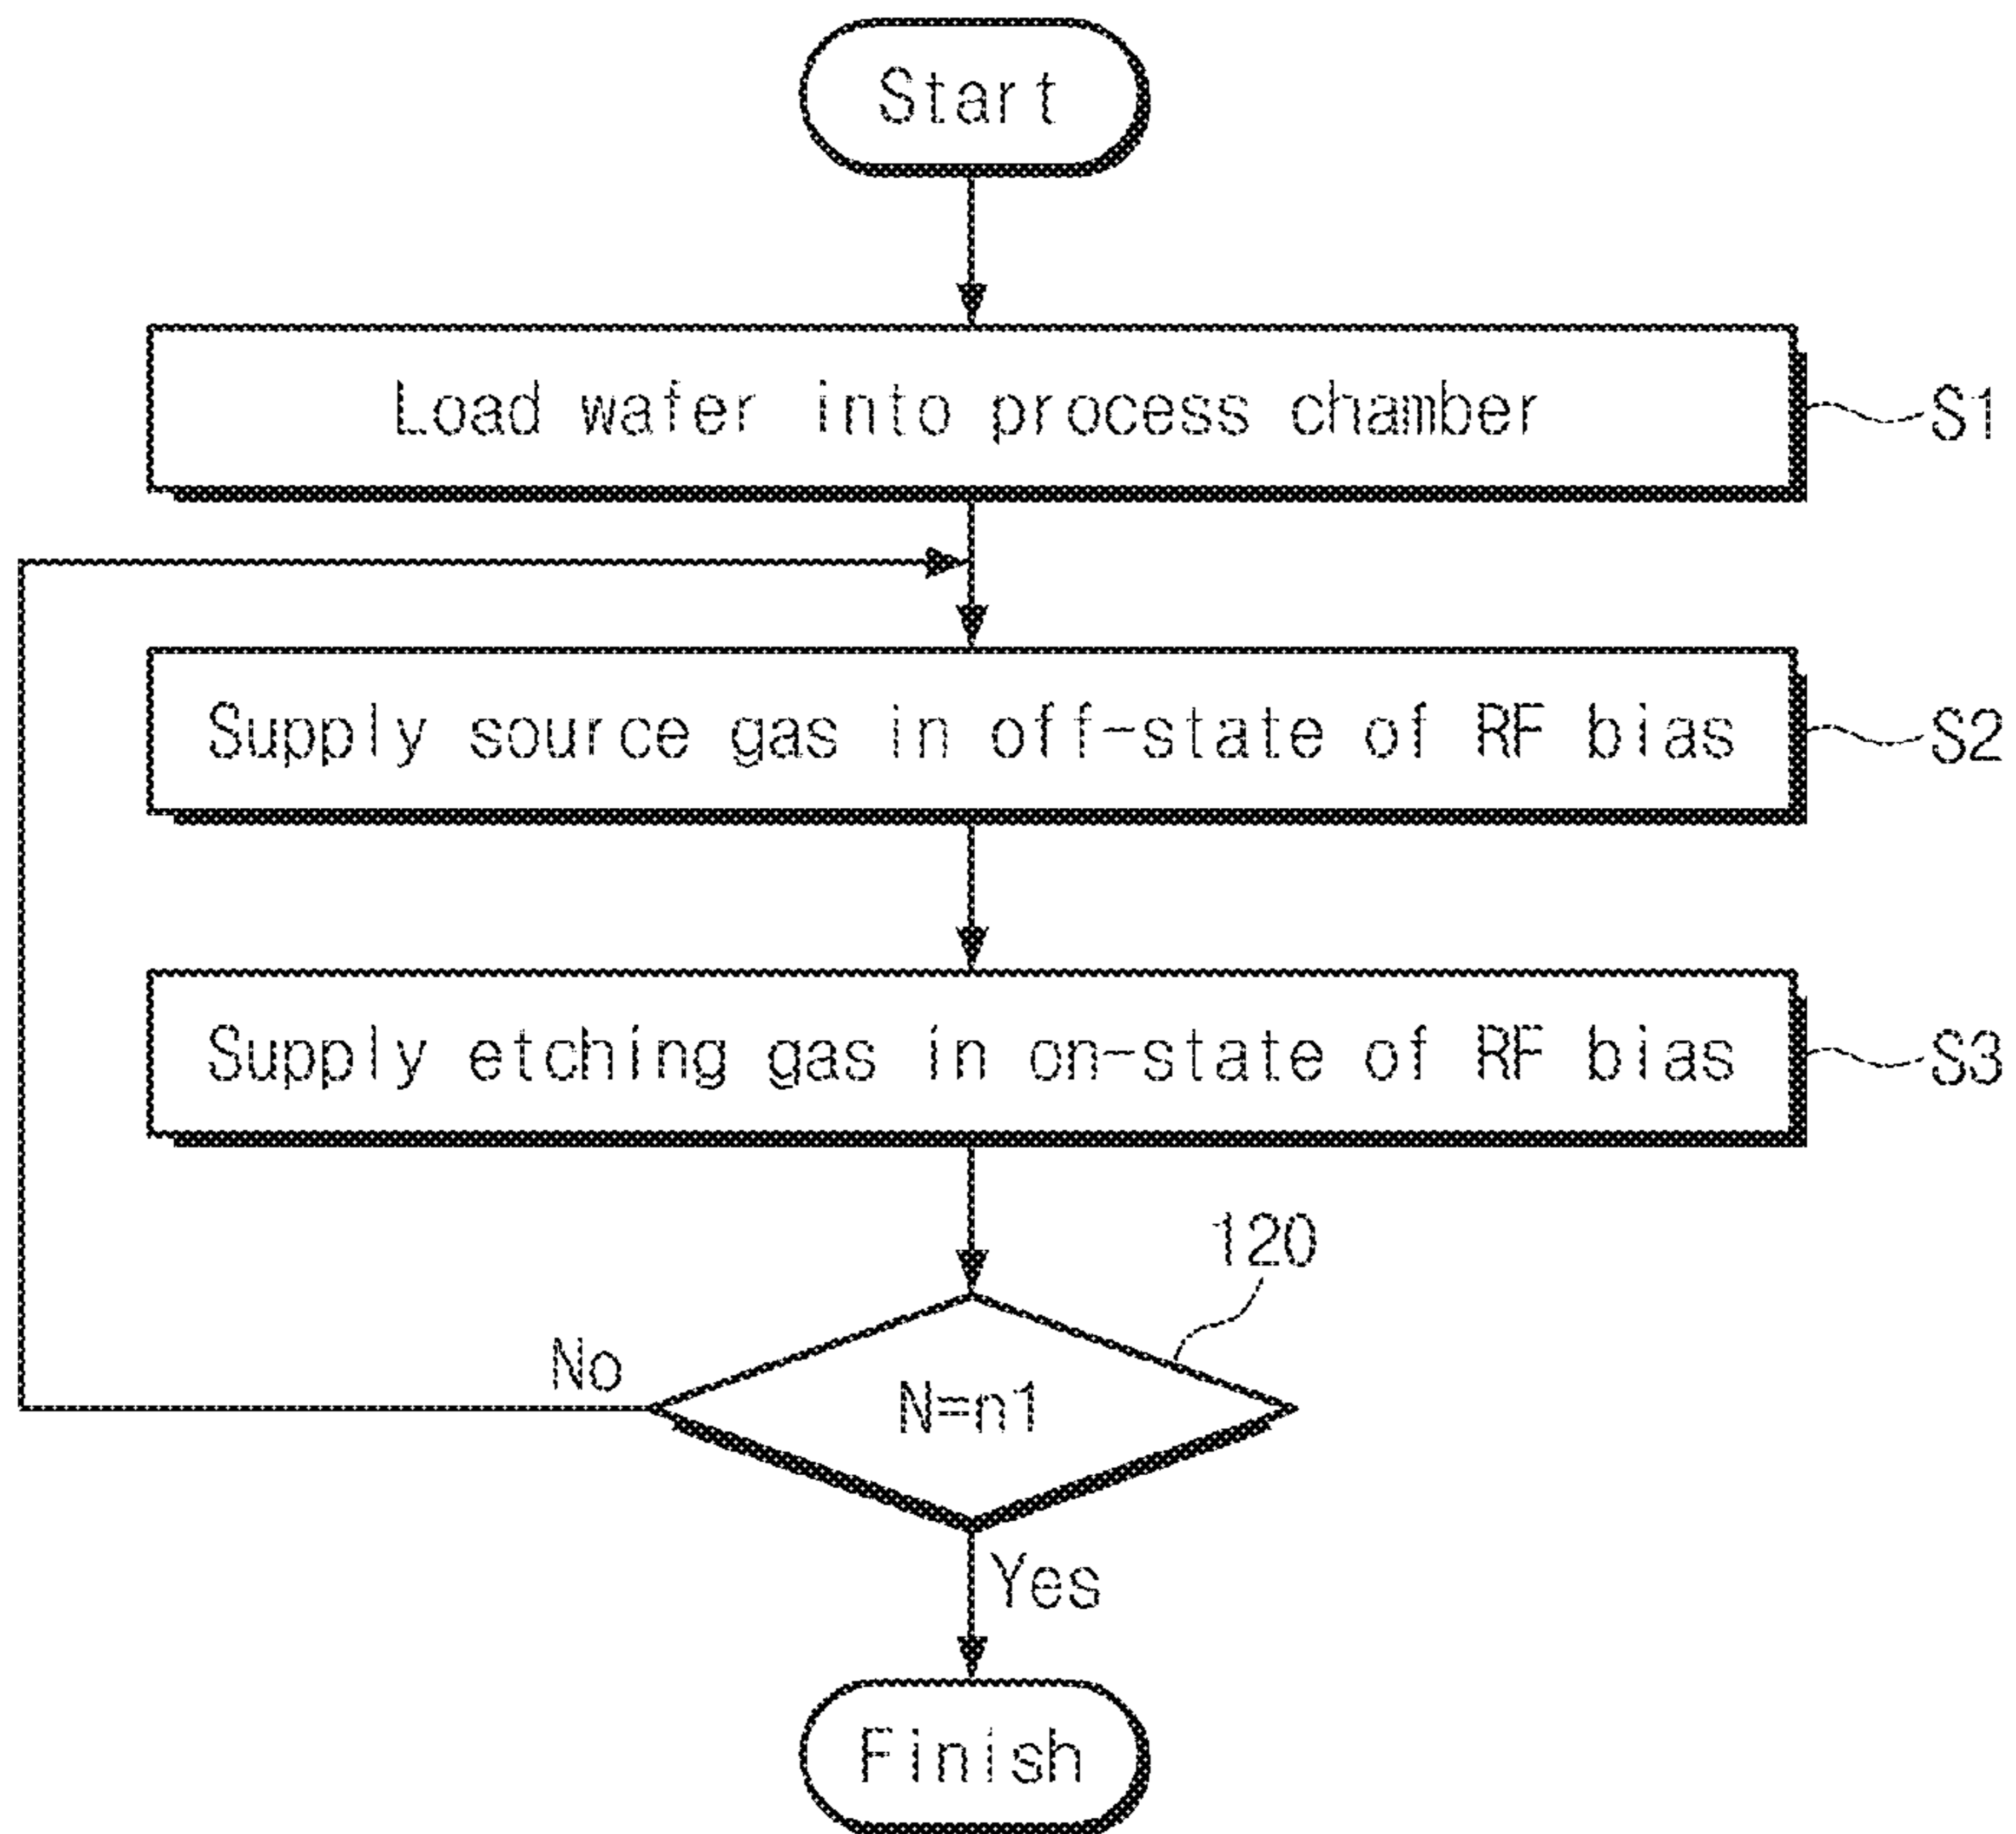 Start
Load wafer into process chamber
S1
Supply source gas in off-state of RF bias
S2
Supply etching gas in on-state of RF bias
S3
120
No
N=n1
Yes
Finish